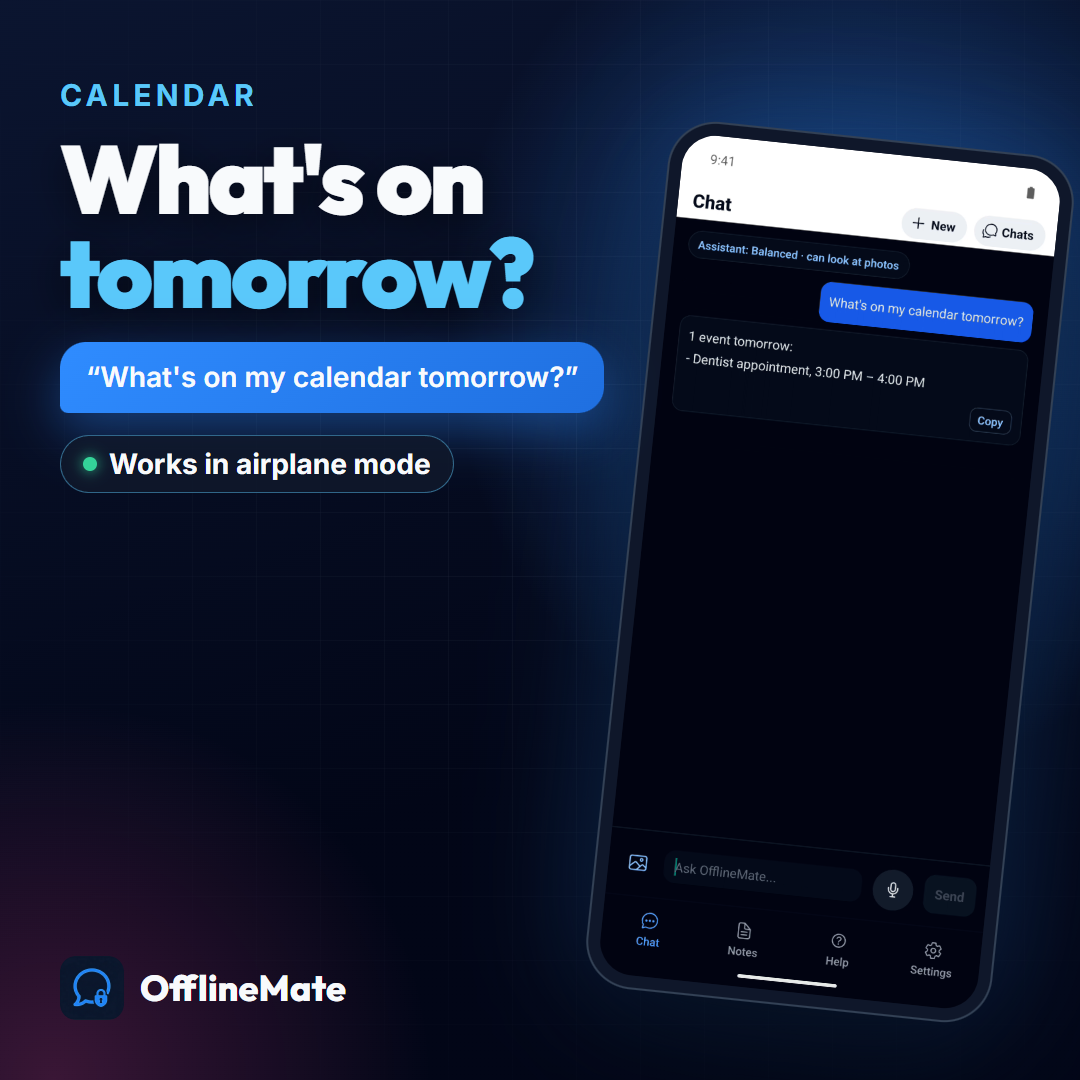 CALENDAR
What's on
tomorrow?
“What's on my calendar tomorrow?”
Works in airplane mode
OfflineMate
9:41
Chat
New
Chats
Assistant: Balanced · can look at photos
What's on my calendar tomorrow?
1 event tomorrow:
- Dentist appointment, 3:00 PM – 4:00 PM
Copy
Ask OfflineMate...
Send
Chat
Notes
Help
Settings